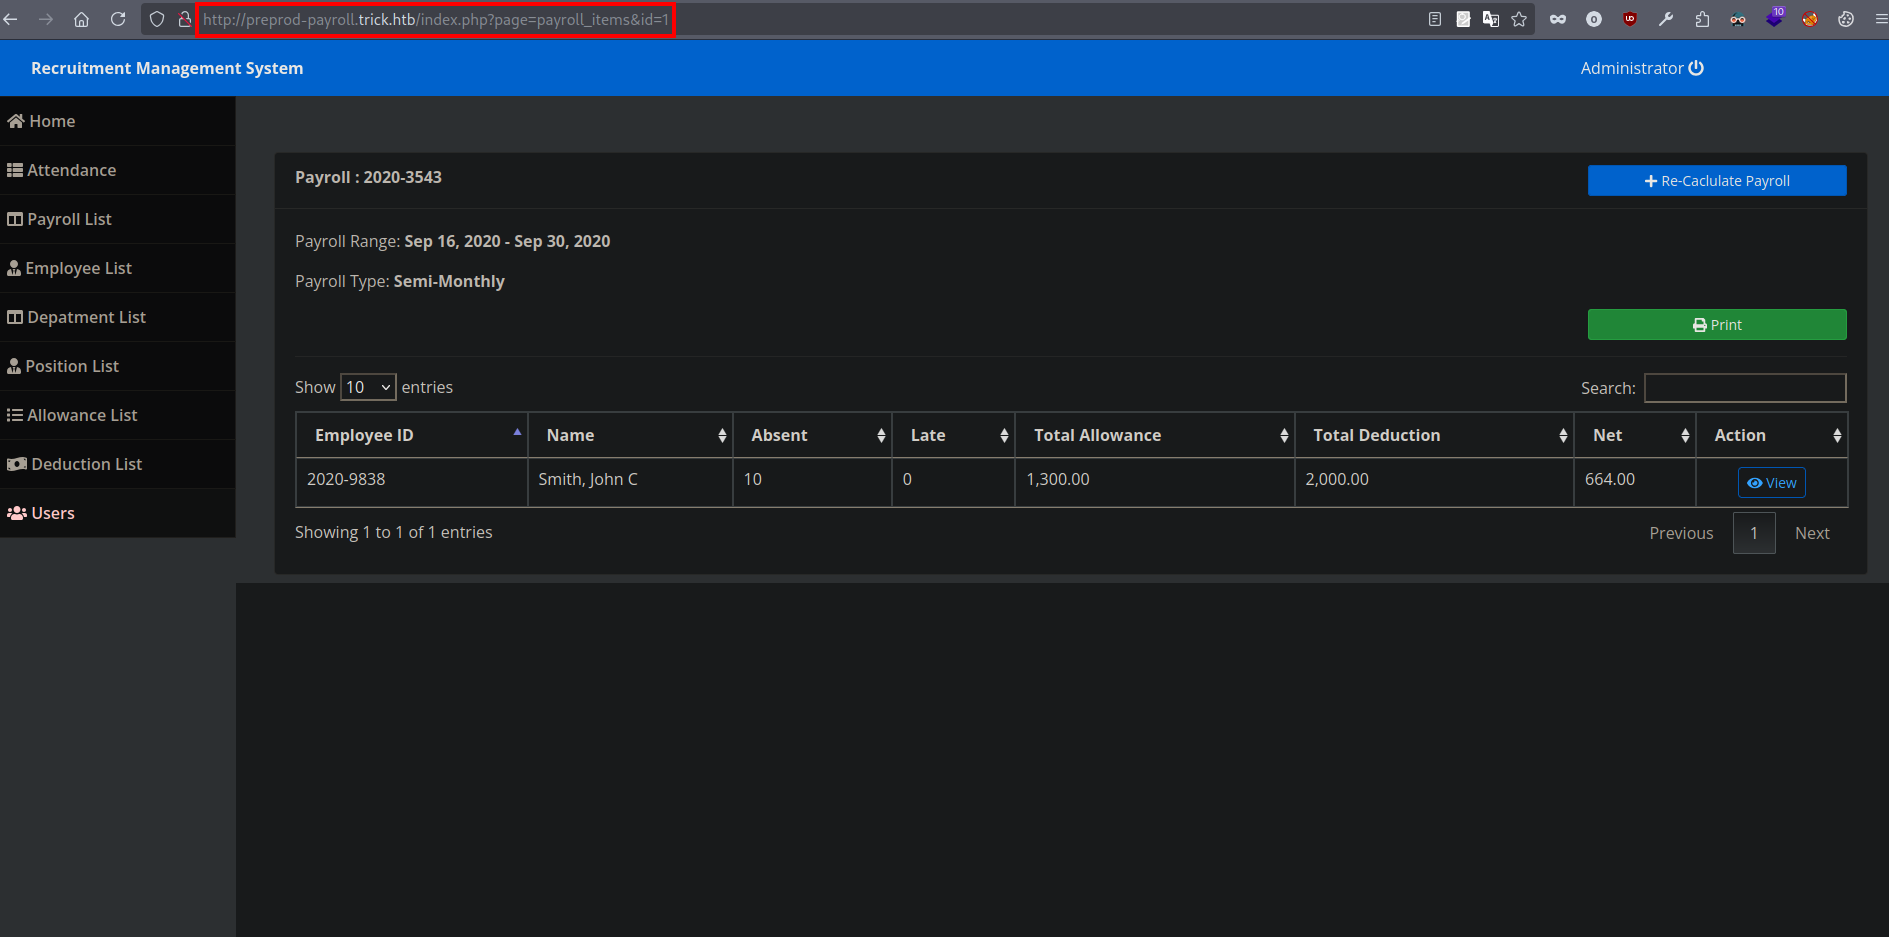 http://preprod-payroll.trick.htb/index.php?page=payroll_items&id=1
10
Recruitment Management System
Administrator
Home
Attendance
Payroll List
Employee List
Depatment List
Position List
Allowance List
Deduction List
Users
Payroll : 2020-3543
Re-Caclulate Payroll
Payroll Range: Sep 16, 2020 - Sep 30, 2020
Payroll Type: Semi-Monthly
Print
Show 10 entries
Search:
Employee ID Name Absent Late Total Allowance Total Deduction Net Action
2020-9838 Smith, John C 10 0 1,300.00 2,000.00 664.00 View
Showing 1 to 1 of 1 entries
Previous 1 Next